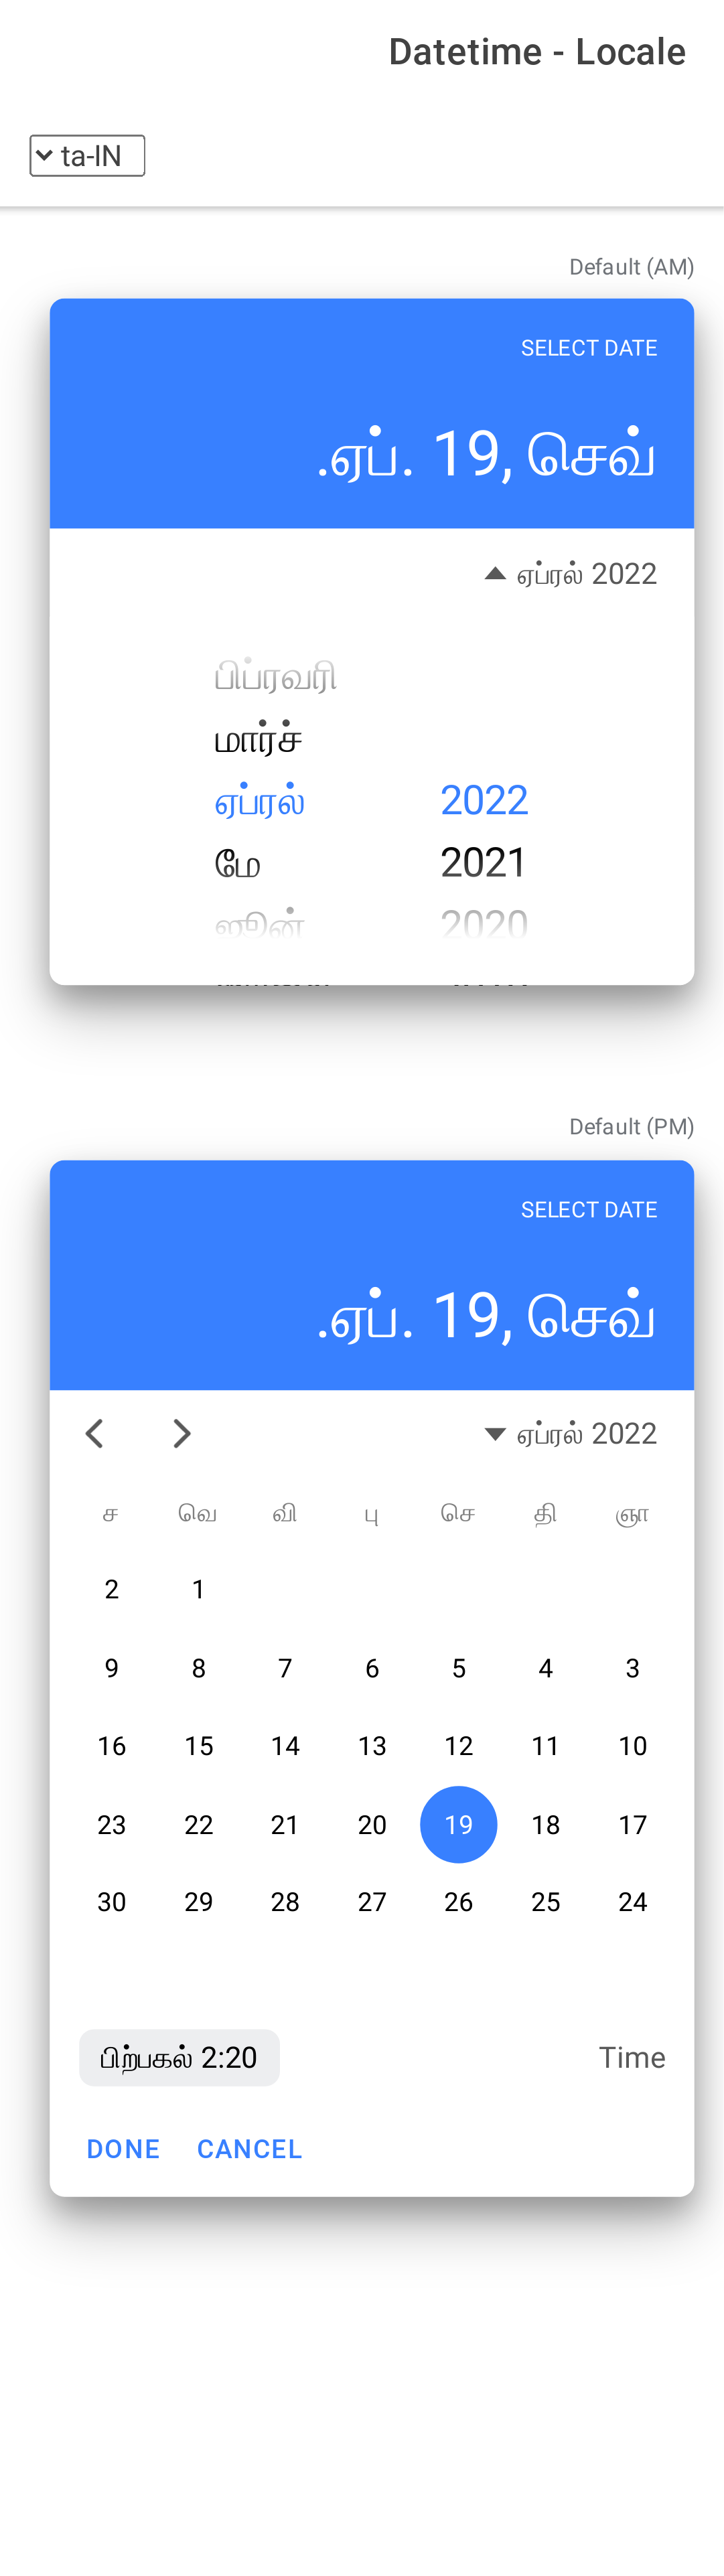 Datetime - Locale
ta-IN
Default (AM)
SELECT DATE
.ஏப். 19, செவ்
ஏப்ரல் 2022
பிப்ரவரி
மார்ச்
ஏப்ரல் 2022
மே 2021
ஜூன் 2020
Default (PM)
SELECT DATE
.ஏப். 19, செவ்
ஏப்ரல் 2022
ச வெ வி பு செ தி ஞா
2 1
9 8 7 6 5 4 3
16 15 14 13 12 11 10
23 22 21 20 19 18 17
30 29 28 27 26 25 24
பிற்பகல் 2:20 Time
DONE CANCEL